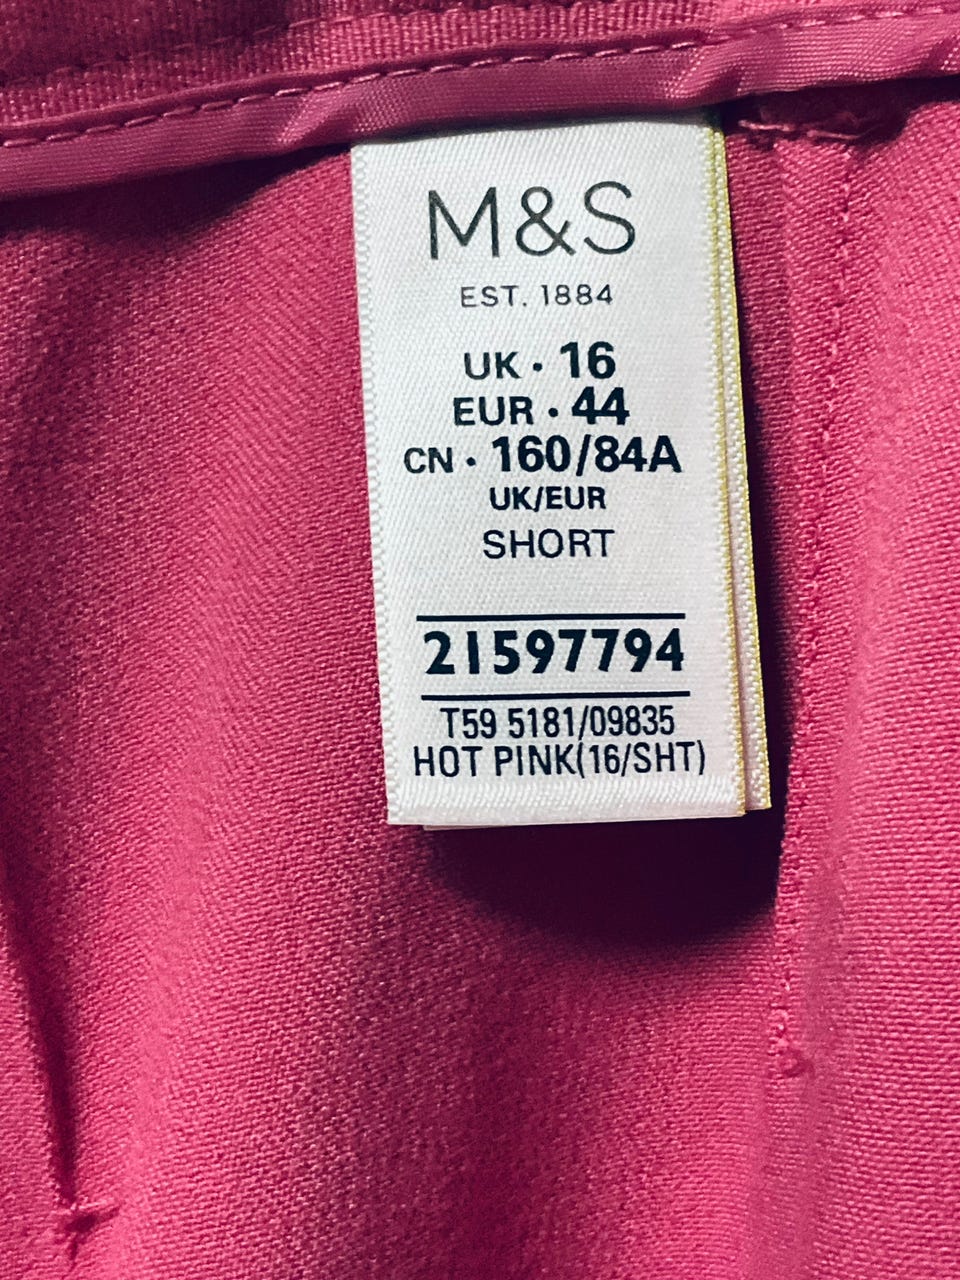 M&S
EST. 1884
UK · 16
EUR · 44
CN · 160/84A
UK/EUR
SHORT
21597794
T59 5181/09835
HOT PINK(16/SHT)